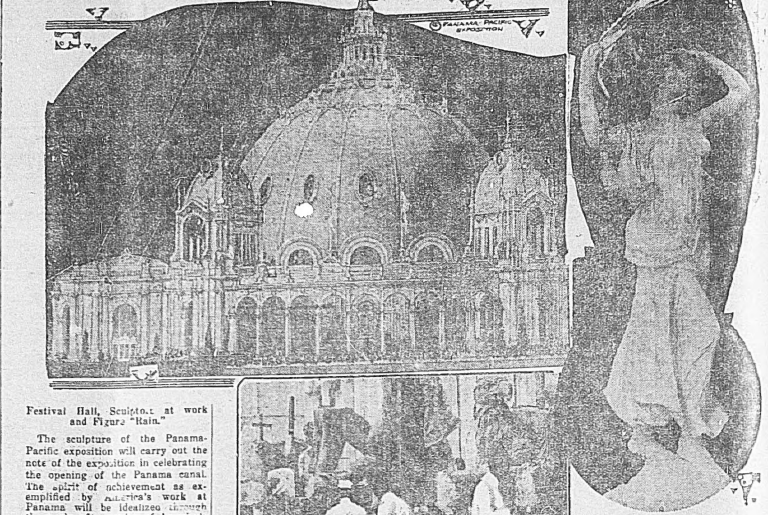 © PANAMA-PACIFIC
EXPOSITION
Festival Hall, Sculptors at work
and Figure "Rain."
The sculpture of the Panama-
Pacific exposition will carry out the
note of the exposition in celebrating
the opening of the Panama canal.
The spirit of achievement as ex-
emplified by America's work at
Panama will be idealized through